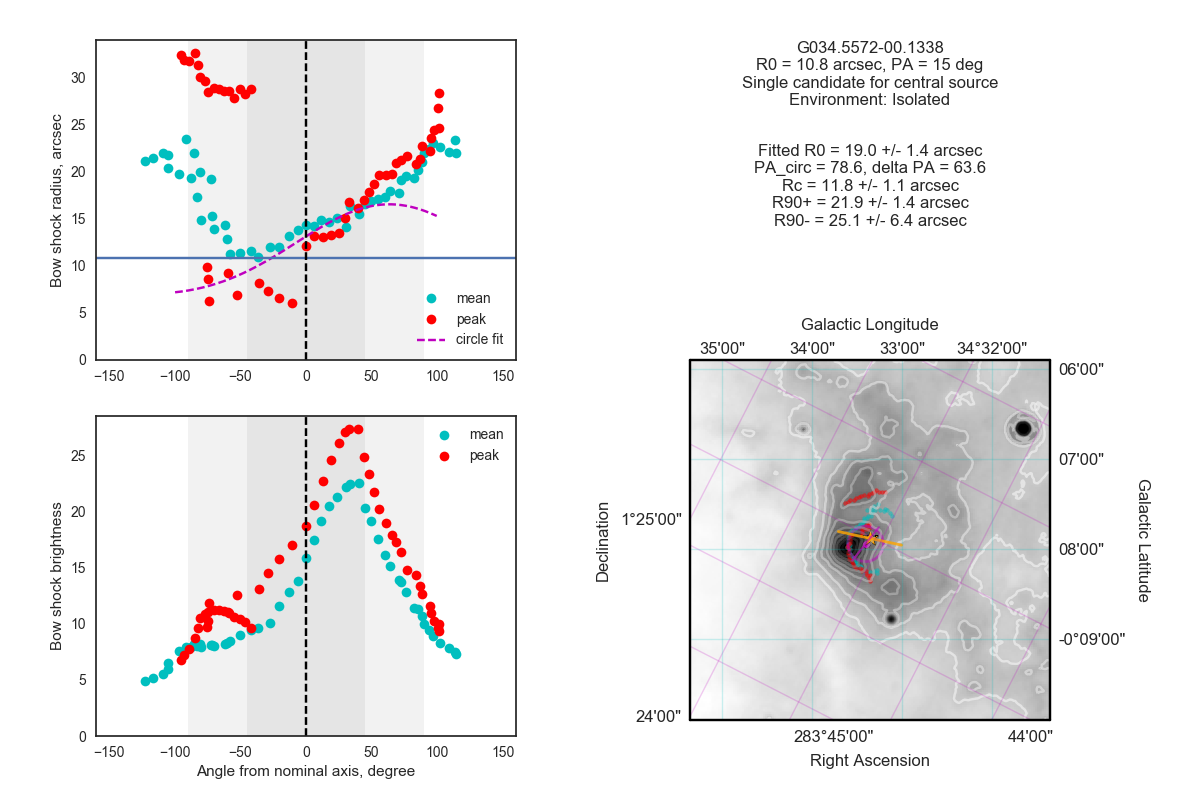 Bow shock radius, arcsec
30
25
20
15
10
5
0
−150
−100
−50
0
50
100
150
mean
peak
circle fit
Bow shock brightness
25
20
15
10
5
0
−150
−100
−50
0
50
100
150
mean
peak
Angle from nominal axis, degree
G034.5572-00.1338
R0 = 10.8 arcsec, PA = 15 deg
Single candidate for central source
Environment: Isolated
Fitted R0 = 19.0 +/- 1.4 arcsec
PA_circ = 78.6, delta PA = 63.6
Rc = 11.8 +/- 1.1 arcsec
R90+ = 21.9 +/- 1.4 arcsec
R90- = 25.1 +/- 6.4 arcsec
Galactic Longitude
35'00"
34'00"
33'00"
34°32'00"
06'00"
07'00"
08'00"
-0°09'00"
Galactic Latitude
Declination
1°25'00"
24'00"
283°45'00"
44'00"
Right Ascension